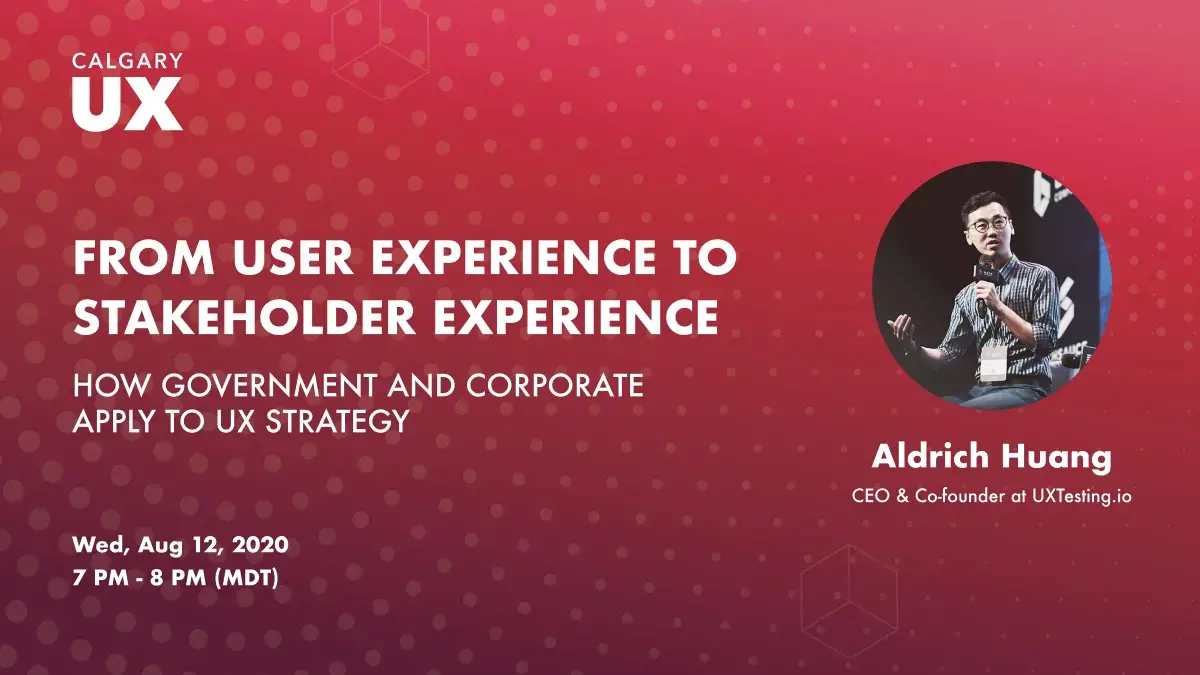 CALGARY
UX
FROM USER EXPERIENCE TO
STAKEHOLDER EXPERIENCE
HOW GOVERNMENT AND CORPORATE
APPLY TO UX STRATEGY
Wed, Aug 12, 2020
7 PM - 8 PM (MDT)
Aldrich Huang
CEO & Co-founder at UXTesting.io